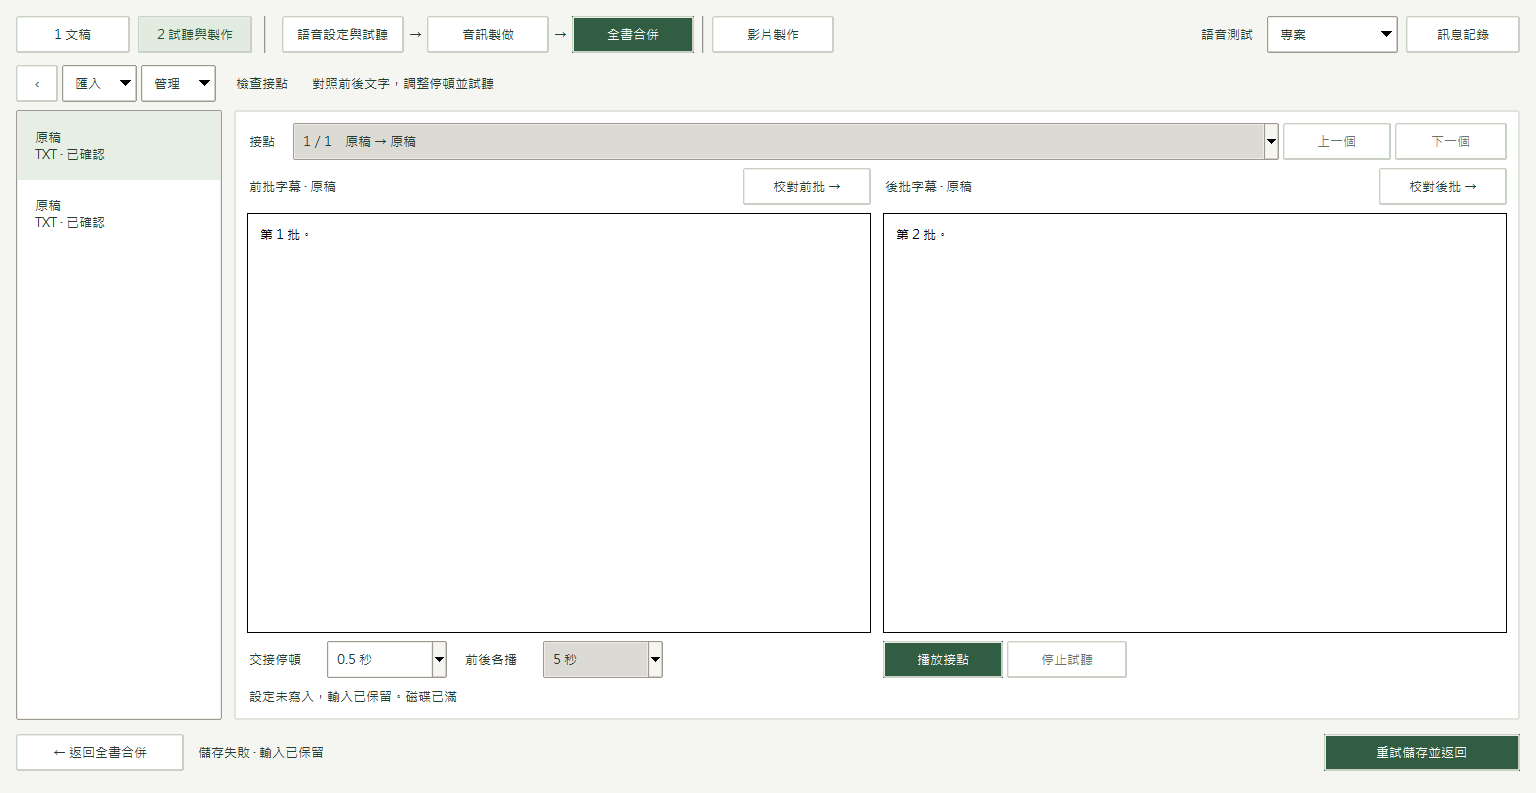 1 文稿
2 試聽與製作
語音設定與試聽
→
音訊製做
→
全書合併
影片製作
語音測試
專案
訊息記錄
‹
匯入
管理
檢查接點
對照前後文字，調整停頓並試聽
原稿
TXT · 已確認
原稿
TXT · 已確認
接點
1 / 1 原稿 → 原稿
上一個
下一個
前批字幕 · 原稿
校對前批 →
後批字幕 · 原稿
校對後批 →
第 1 批。
第 2 批。
交接停頓
0.5 秒
前後各播
5 秒
播放接點
停止試聽
設定未寫入，輸入已保留。磁碟已滿
← 返回全書合併
儲存失敗 · 輸入已保留
重試儲存並返回